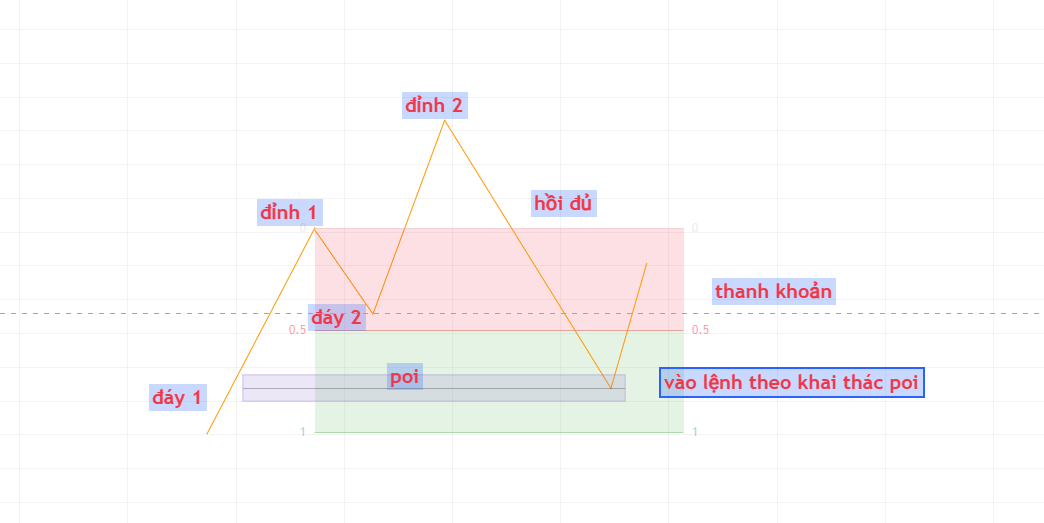 đỉnh 2
hồi đủ
đỉnh 1
0
0
thanh khoản
đáy 2
0.5
0.5
poi
vào lệnh theo khai thác poi
đáy 1
1
1